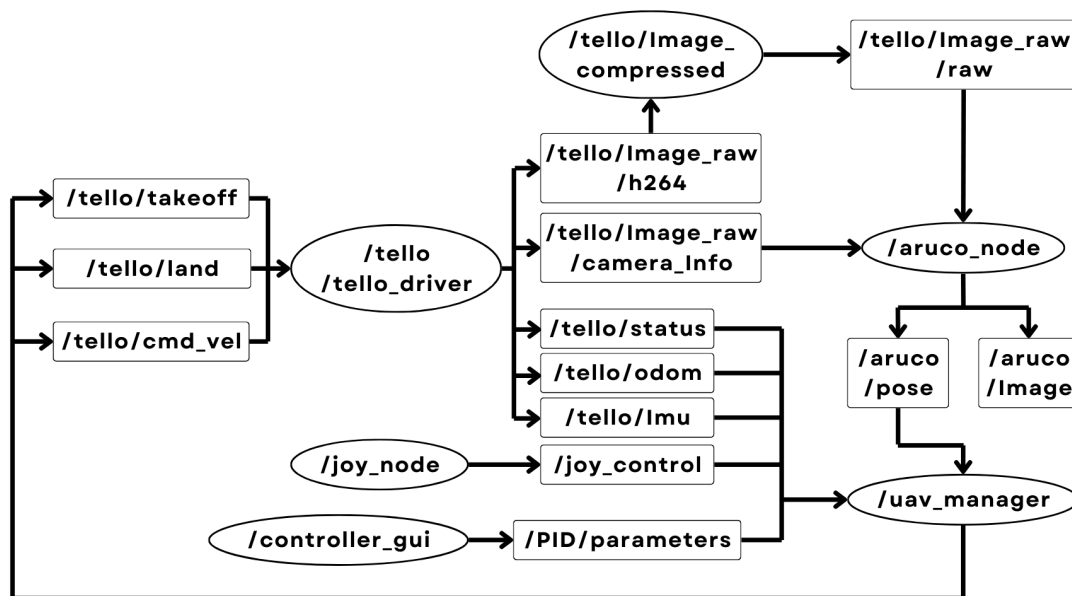 /tello/Image_
compressed
/tello/Image_raw
/raw
/tello/Image_raw
/h264
/tello/takeoff
/tello/land
/tello/cmd_vel
/tello
/tello_driver
/tello/Image_raw
/camera_Info
/aruco_node
/tello/status
/tello/odom
/tello/Imu
/aruco
/pose
/aruco
/Image
/joy_node
/joy_control
/uav_manager
/controller_gui
/PID/parameters